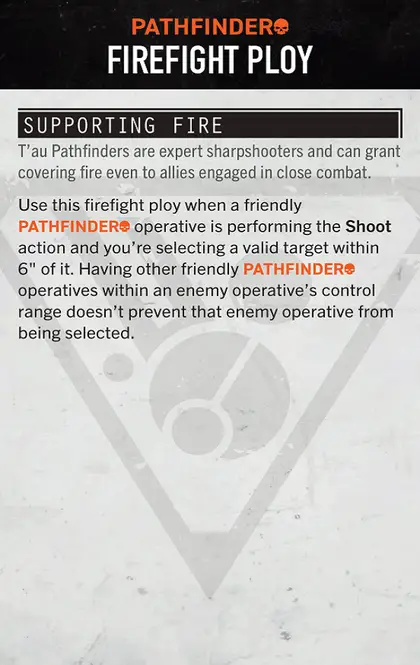 PATHFINDER
FIREFIGHT PLOY
SUPPORTING FIRE
T’au Pathfinders are expert sharpshooters and can grant
covering fire even to allies engaged in close combat.
Use this firefight ploy when a friendly
PATHFINDER operative is performing the Shoot
action and you’re selecting a valid target within
6" of it. Having other friendly PATHFINDER
operatives within an enemy operative’s control
range doesn’t prevent that enemy operative from
being selected.